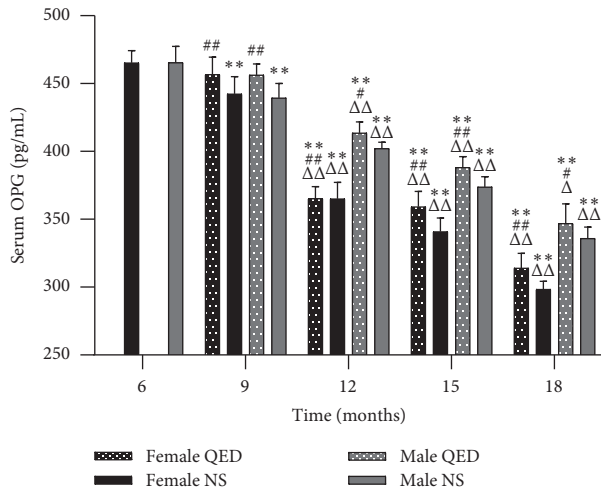 500
450
400
350
300
250
Serum OPG (pg/mL)
##
**
##
**
**
##
ΔΔ
**
ΔΔ
**
#
ΔΔ
**
ΔΔ
**
##
ΔΔ
**
ΔΔ
**
##
ΔΔ
**
ΔΔ
**
##
ΔΔ
**
ΔΔ
**
#
Δ
**
ΔΔ
6 9 12 15 18
Time (months)
Female QED Male QED
Female NS Male NS